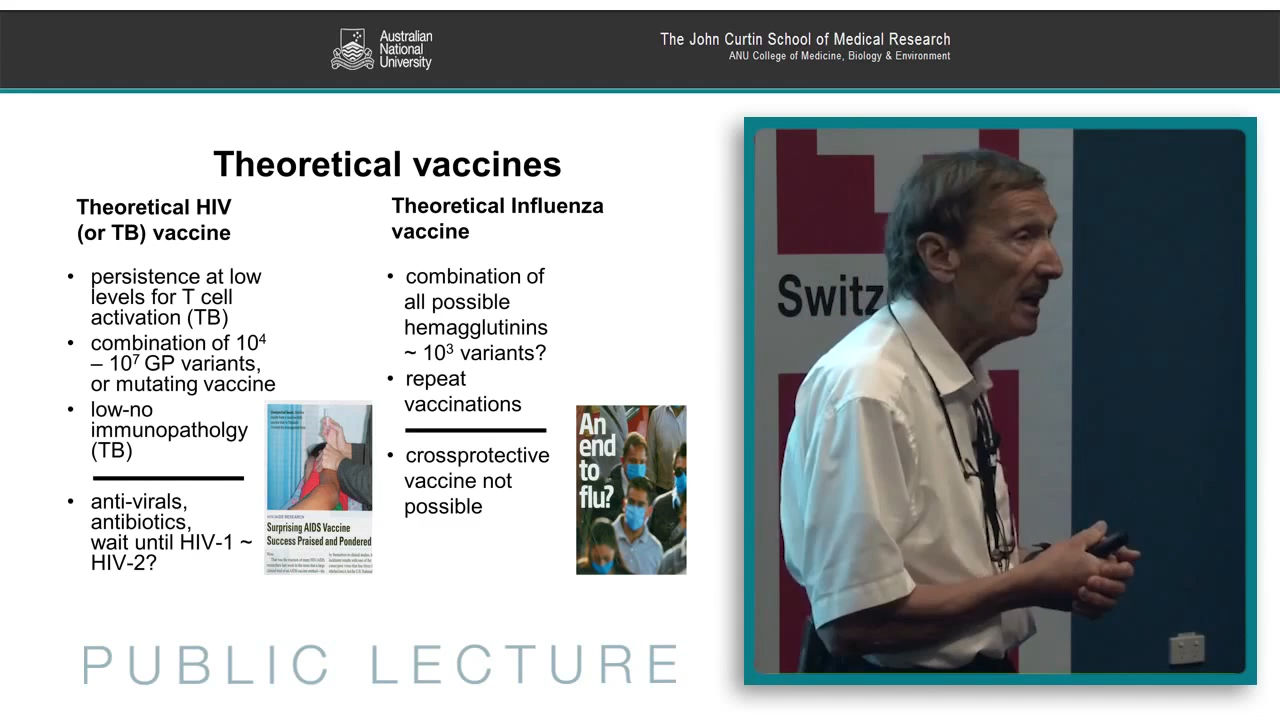 Australian
National
University
The John Curtin School of Medical Research
ANU College of Medicine, Biology & Environment
Theoretical vaccines
Theoretical HIV
(or TB) vaccine
• persistence at low
levels for T cell
activation (TB)
• combination of 10⁴
– 10⁷ GP variants,
or mutating vaccine
• low-no
immunopatholgy
(TB)
• anti-virals,
antibiotics,
wait until HIV-1 ~
HIV-2?
Surprising AIDS Vaccine
Success Praised and Pondered
Theoretical Influenza
vaccine
• combination of
all possible
hemagglutinins
~ 10³ variants?
• repeat
vaccinations
• crossprotective
vaccine not
possible
An
end
to
flu?
Switz
PUBLIC LECTURE